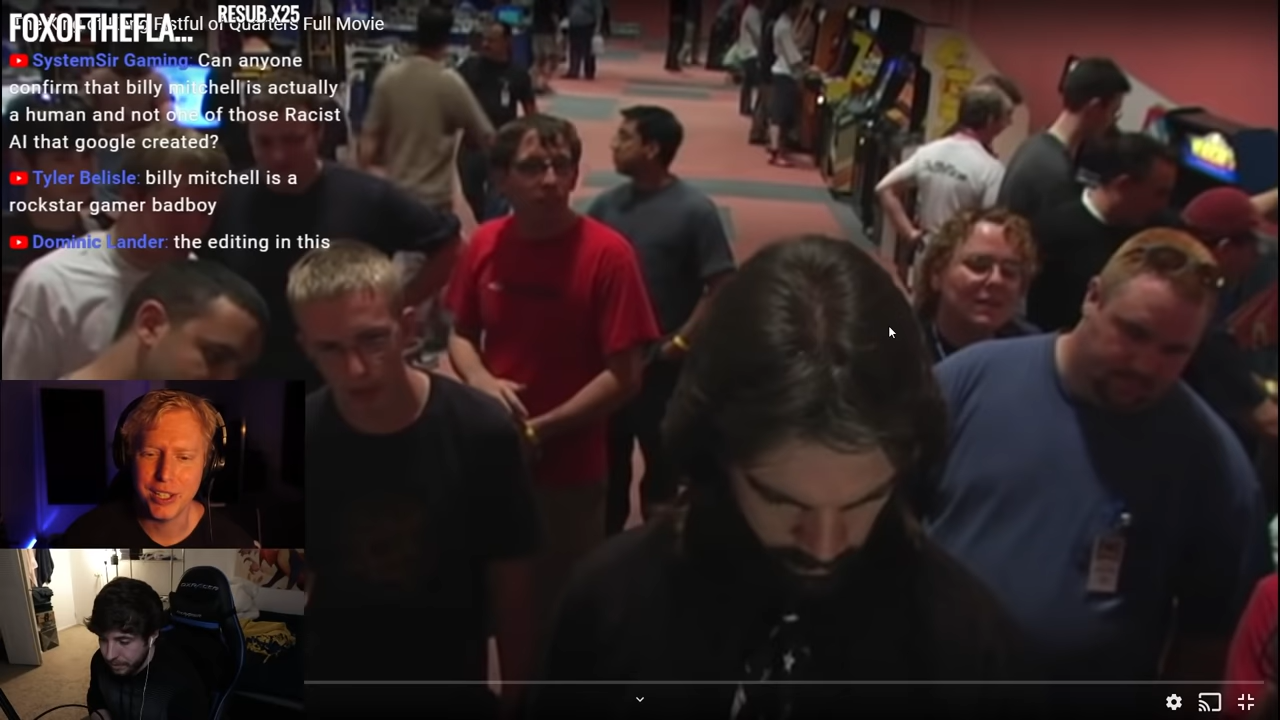 RESUB X25
FOXOFTHEFLA...
Fistful of Quarters Full Movie
SystemSir Gaming: Can anyone
confirm that billy mitchell is actually
a human and not one of those Racist
AI that google created?
Tyler Belisle: billy mitchell is a
rockstar gamer badboy
Dominic Lander: the editing in this